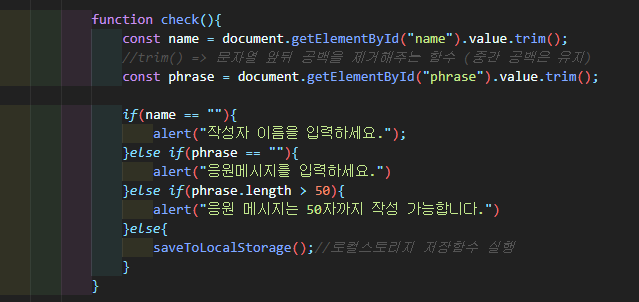 function check(){
const name = document.getElementById("name").value.trim();
//trim() => 문자열 앞뒤 공백을 제거해주는 함수 (중간 공백은 유지)
const phrase = document.getElementById("phrase").value.trim();
if(name == ""){
alert("작성자 이름을 입력하세요.");
}else if(phrase == ""){
alert("응원메시지를 입력하세요.")
}else if(phrase.length > 50){
alert("응원 메시지는 50자까지 작성 가능합니다.")
}else{
saveToLocalStorage();//로컬스토리지 저장함수 실행
}
}